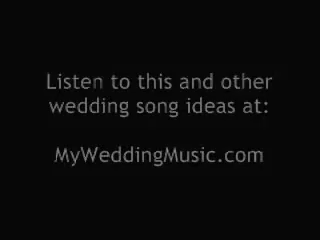 Listen to this and other
wedding song ideas at:
MyWeddingMusic.com